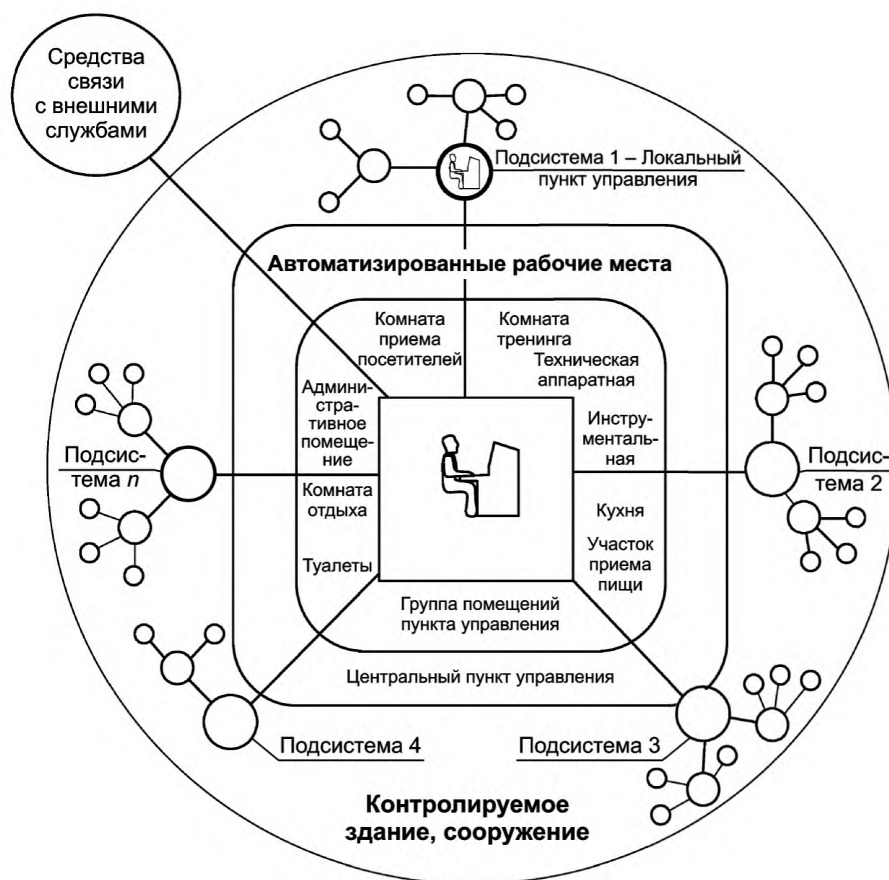 Средства
связи
с внешними
службами
Подсистема 1 – Локальный
пункт управления
Автоматизированные рабочие места
Комната
приема
посетителей
Комната
тренинга
Техническая
аппаратная
Админи-
стра-
тивное
помеще-
ние
Инстру-
менталь-
ная
Подсис-
тема n
Подсис-
тема 2
Комната
отдыха
Кухня
Туалеты
Участок
приема
пищи
Группа помещений
пункта управления
Центральный пункт управления
Подсистема 4
Подсистема 3
Контролируемое
здание, сооружение